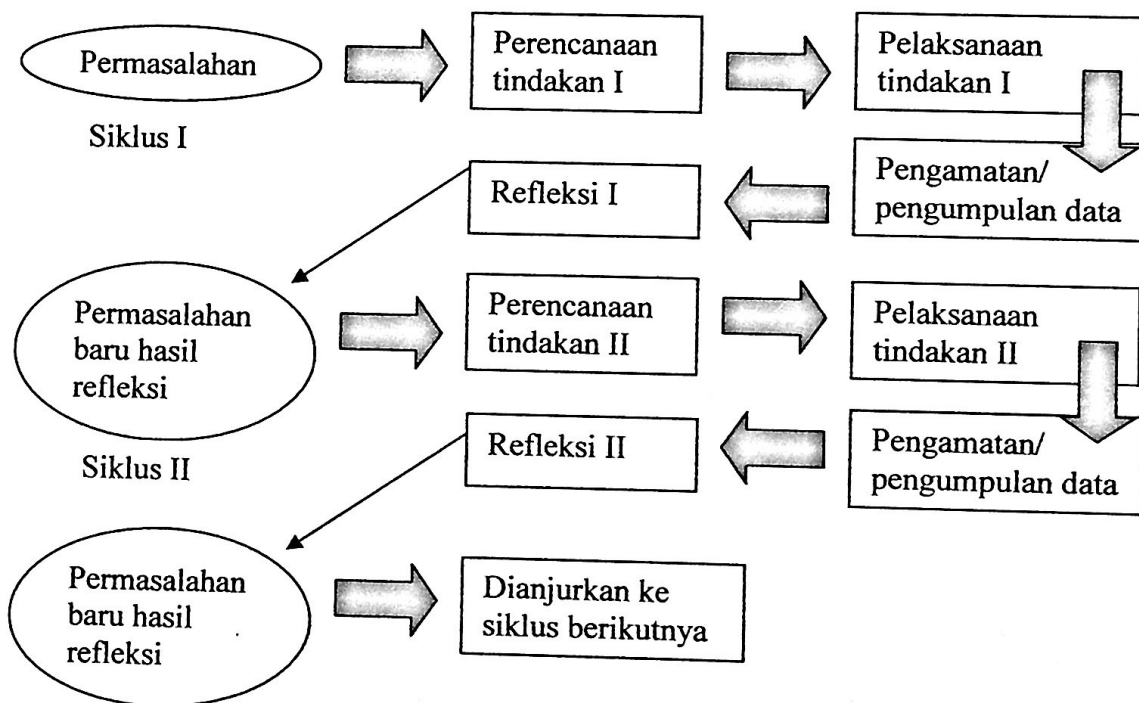 Permasalahan
Perencanaan
tindakan I
Pelaksanaan
tindakan I
Siklus I
Refleksi I
Pengamatan/
pengumpulan data
Permasalahan
baru hasil
refleksi
Perencanaan
tindakan II
Pelaksanaan
tindakan II
Siklus II
Refleksi II
Pengamatan/
pengumpulan data
Permasalahan
baru hasil
refleksi
Dianjurkan ke
siklus berikutnya